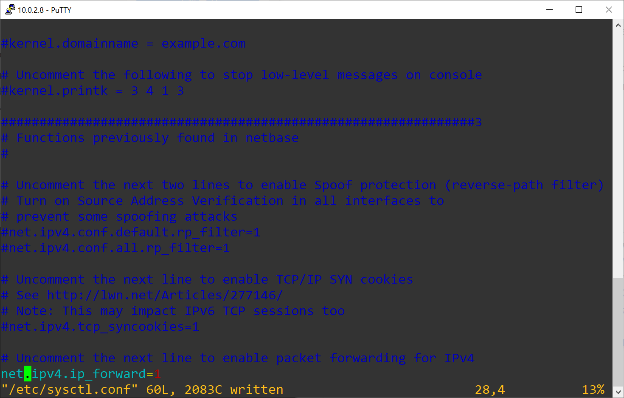 10.0.2.8 - PuTTY
#kernel.domainname = example.com
# Uncomment the following to stop low-level messages on console
#kernel.printk = 3 4 1 3
##############################################################3
# Functions previously found in netbase
#
# Uncomment the next two lines to enable Spoof protection (reverse-path filter)
# Turn on Source Address Verification in all interfaces to
# prevent some spoofing attacks
#net.ipv4.conf.default.rp_filter=1
#net.ipv4.conf.all.rp_filter=1
# Uncomment the next line to enable TCP/IP SYN cookies
# See http://lwn.net/Articles/277146/
# Note: This may impact IPv6 TCP sessions too
#net.ipv4.tcp_syncookies=1
# Uncomment the next line to enable packet forwarding for IPv4
net.ipv4.ip_forward=1
"/etc/sysctl.conf" 60L, 2083C written 28,4 13%